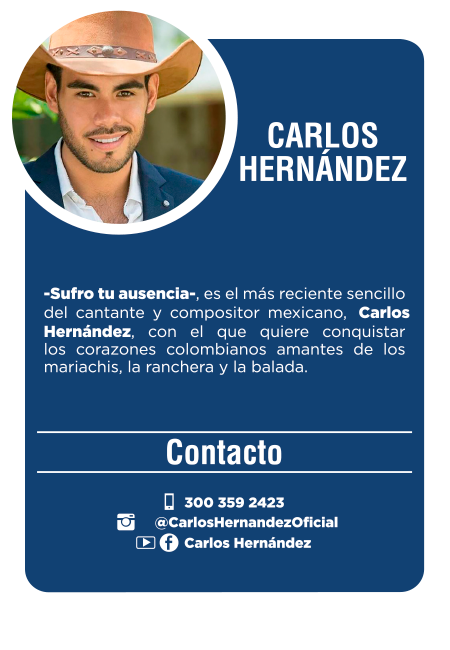 CARLOS
HERNÁNDEZ
-Sufro tu ausencia-, es el más reciente sencillo
del cantante y compositor mexicano, Carlos
Hernández, con el que quiere conquistar
los corazones colombianos amantes de los
mariachis, la ranchera y la balada.
Contacto
300 359 2423
@CarlosHernandezOficial
Carlos Hernández